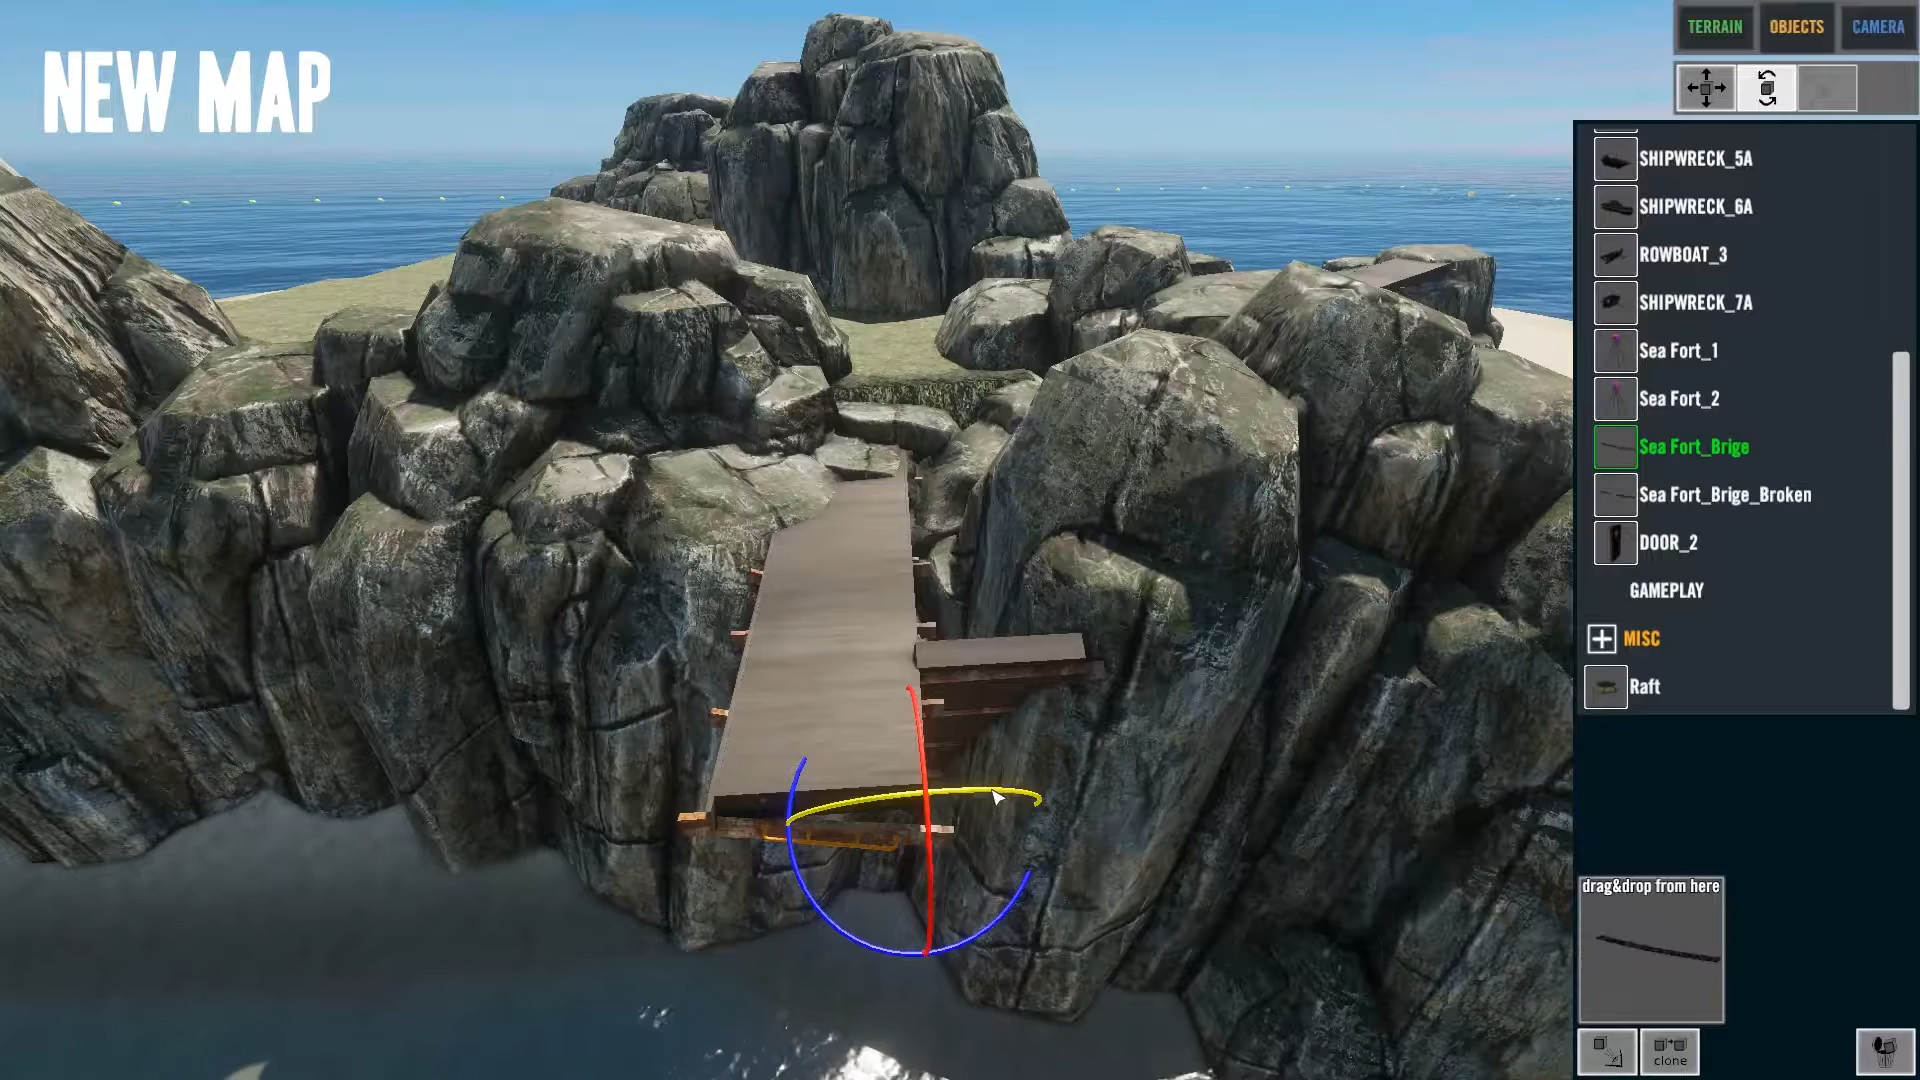 NEW MAP
TERRAIN
OBJECTS
CAMERA
SHIPWRECK_5A
SHIPWRECK_6A
ROWBOAT_3
SHIPWRECK_7A
Sea Fort_1
Sea Fort_2
Sea Fort_Brige
Sea Fort_Brige_Broken
DOOR_2
GAMEPLAY
MISC
Raft
drag&drop from here
clone